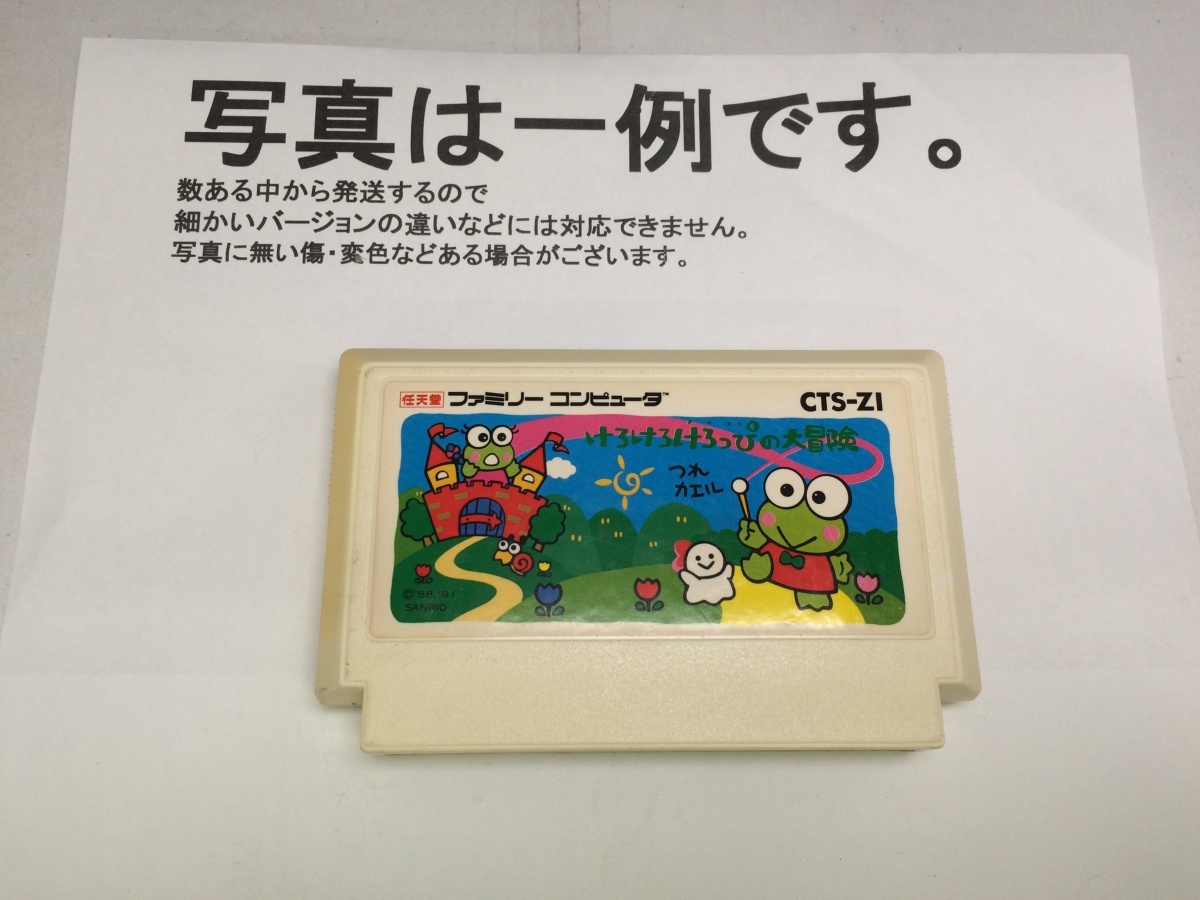 写真は一例です。
数ある中から発送するので
細かいバージョンの違いなどには対応できません。
写真に無い傷・変色などある場合がございます。
任天堂 ファミリー コンピュータ™ CTS-ZI
けろけろけろっぴの大冒険
つれ
カエル
©'88,'91
SANRIO